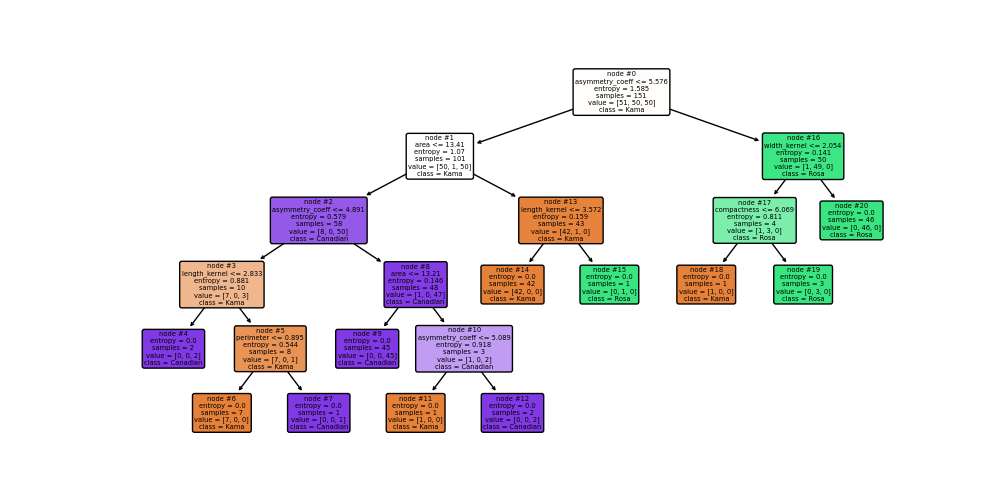 node #0
asymmetry_coeff <= 5.576
entropy = 1.585
samples = 151
value = [51, 50, 50]
class = Kama
node #1
area <= 13.41
entropy = 1.07
samples = 101
value = [50, 1, 50]
class = Kama
node #16
width_kernel <= 2.054
entropy = 0.141
samples = 50
value = [1, 49, 0]
class = Rosa
node #2
asymmetry_coeff <= 4.891
entropy = 0.579
samples = 58
value = [8, 0, 50]
class = Canadian
node #13
length_kernel <= 3.572
entropy = 0.159
samples = 43
value = [42, 1, 0]
class = Kama
node #17
compactness <= 6.069
entropy = 0.811
samples = 4
value = [1, 3, 0]
class = Rosa
node #20
entropy = 0.0
samples = 46
value = [0, 46, 0]
class = Rosa
node #3
length_kernel <= 2.833
entropy = 0.881
samples = 10
value = [7, 0, 3]
class = Kama
node #8
area <= 13.21
entropy = 0.146
samples = 48
value = [1, 0, 47]
class = Canadian
node #14
entropy = 0.0
samples = 42
value = [42, 0, 0]
class = Kama
node #15
entropy = 0.0
samples = 1
value = [0, 1, 0]
class = Rosa
node #18
entropy = 0.0
samples = 1
value = [1, 0, 0]
class = Kama
node #19
entropy = 0.0
samples = 3
value = [0, 3, 0]
class = Rosa
node #4
entropy = 0.0
samples = 2
value = [0, 0, 2]
class = Canadian
node #5
perimeter <= 0.895
entropy = 0.544
samples = 8
value = [7, 0, 1]
class = Kama
node #9
entropy = 0.0
samples = 45
value = [0, 0, 45]
class = Canadian
node #10
asymmetry_coeff <= 5.089
entropy = 0.918
samples = 3
value = [1, 0, 2]
class = Canadian
node #6
entropy = 0.0
samples = 7
value = [7, 0, 0]
class = Kama
node #7
entropy = 0.0
samples = 1
value = [0, 0, 1]
class = Canadian
node #11
entropy = 0.0
samples = 1
value = [1, 0, 0]
class = Kama
node #12
entropy = 0.0
samples = 2
value = [0, 0, 2]
class = Canadian